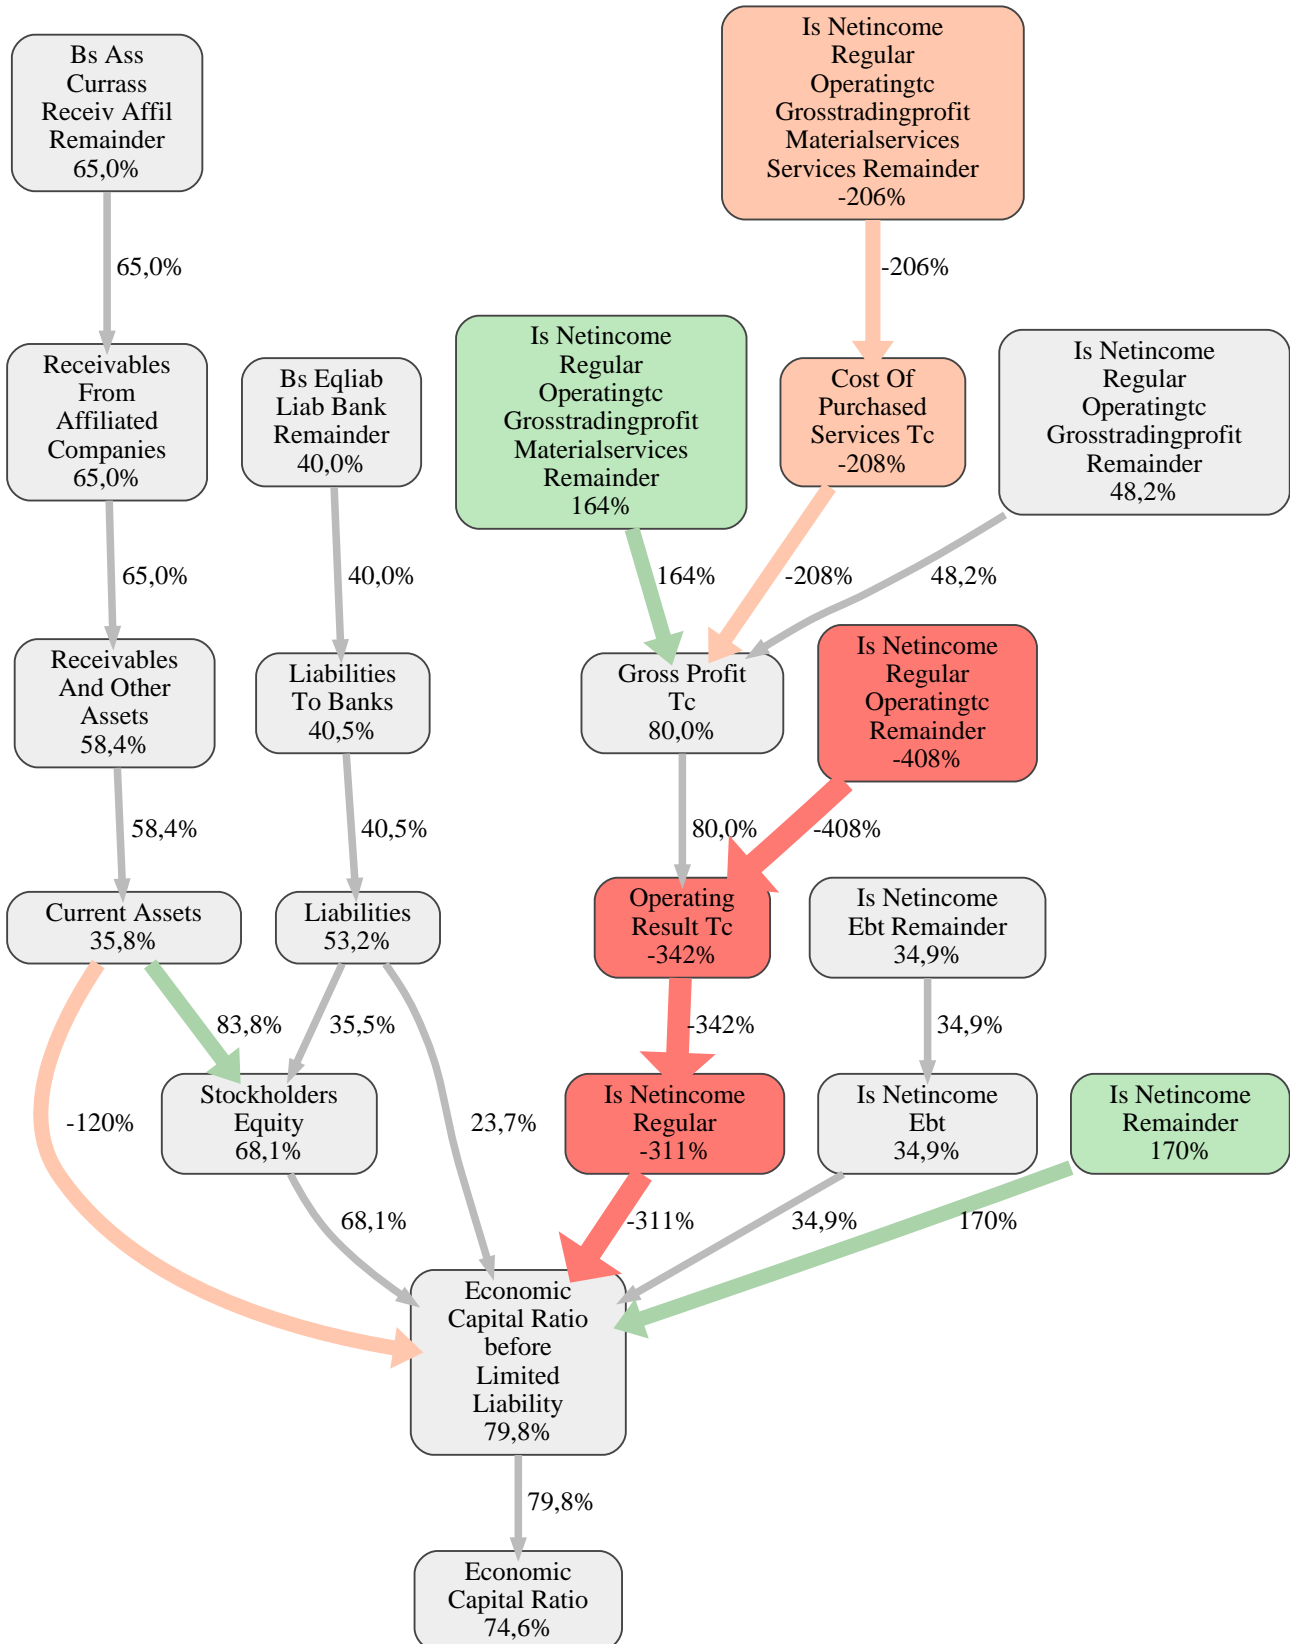 Bs Ass
Currass
Receiv Affil
Remainder
65,0%
Is Netincome
Regular
Operatingtc
Grosstradingprofit
Materialservices
Services Remainder
-206%
65,0%
-206%
Receivables
From
Affiliated
Companies
65,0%
Bs Eqliab
Liab Bank
Remainder
40,0%
Is Netincome
Regular
Operatingtc
Grosstradingprofit
Materialservices
Remainder
164%
Cost Of
Purchased
Services Tc
-208%
Is Netincome
Regular
Operatingtc
Grosstradingprofit
Remainder
48,2%
65,0%
40,0%
164%
-208%
48,2%
Receivables
And Other
Assets
58,4%
Liabilities
To Banks
40,5%
Gross Profit
Tc
80,0%
Is Netincome
Regular
Operatingtc
Remainder
-408%
58,4%
40,5%
80,0%
-408%
Current Assets
35,8%
Liabilities
53,2%
Operating
Result Tc
-342%
Is Netincome
Ebt Remainder
34,9%
83,8%
35,5%
-342%
34,9%
-120%
Stockholders
Equity
68,1%
23,7%
Is Netincome
Regular
-311%
Is Netincome
Ebt
34,9%
Is Netincome
Remainder
170%
68,1%
-311%
34,9%
170%
Economic
Capital Ratio
before
Limited
Liability
79,8%
79,8%
Economic
Capital Ratio
74,6%